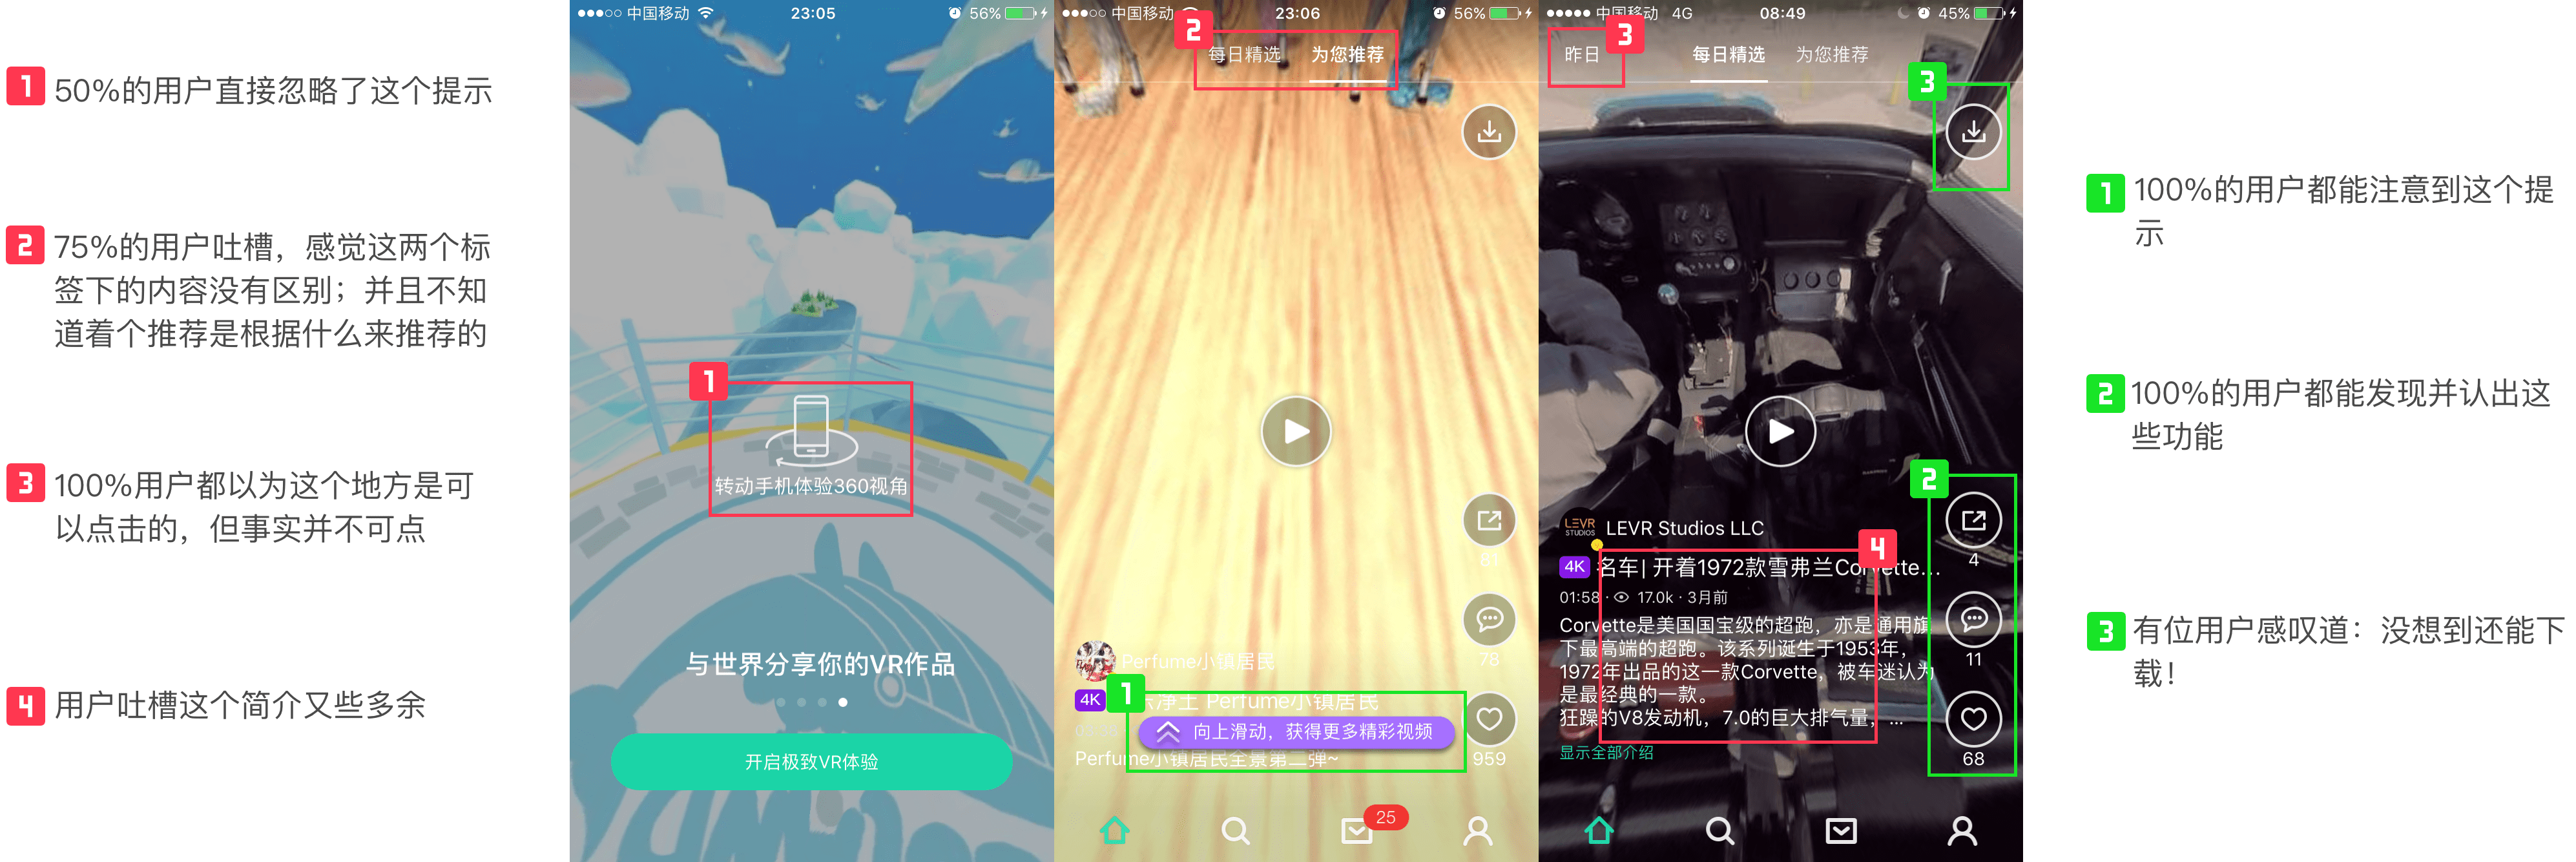 1 50%的用户直接忽略了这个提示
2 75%的用户吐槽，感觉这两个标
签下的内容没有区别；并且不知
道着个推荐是根据什么来推荐的
3 100%用户都以为这个地方是可
以点击的，但事实并不可点
4 用户吐槽这个简介又些多余
中国移动 23:05 56%
1
转动手机体验360视角
与世界分享你的VR作品
开启极致VR体验
中国移动 23:06 56%
2
每日精选 为您推荐
81
78
Perfume小镇居民
1
4K 乐净土 Perfume小镇居民
向上滑动，获得更多精彩视频
Perfume小镇居民全景第二弹~
959
25
中国移动 4G 08:49 45%
3
昨日 每日精选 为您推荐
3
2
LEVR STUDIOS
LEVR Studios LLC
4
4K 名车| 开着1972款雪弗兰Corvette...
4
01:58 · 17.0k · 3月前
Corvette是美国国宝级的超跑，亦是通用旗
下最高端的超跑。该系列诞生于1953年，
1972年出品的这一款Corvette，被车迷认为
是最经典的一款。
狂躁的V8发动机，7.0的巨大排气量，...
显示全部介绍
11
68
1 100%的用户都能注意到这个提
示
2 100%的用户都能发现并认出这
些功能
3 有位用户感叹道：没想到还能下
载！